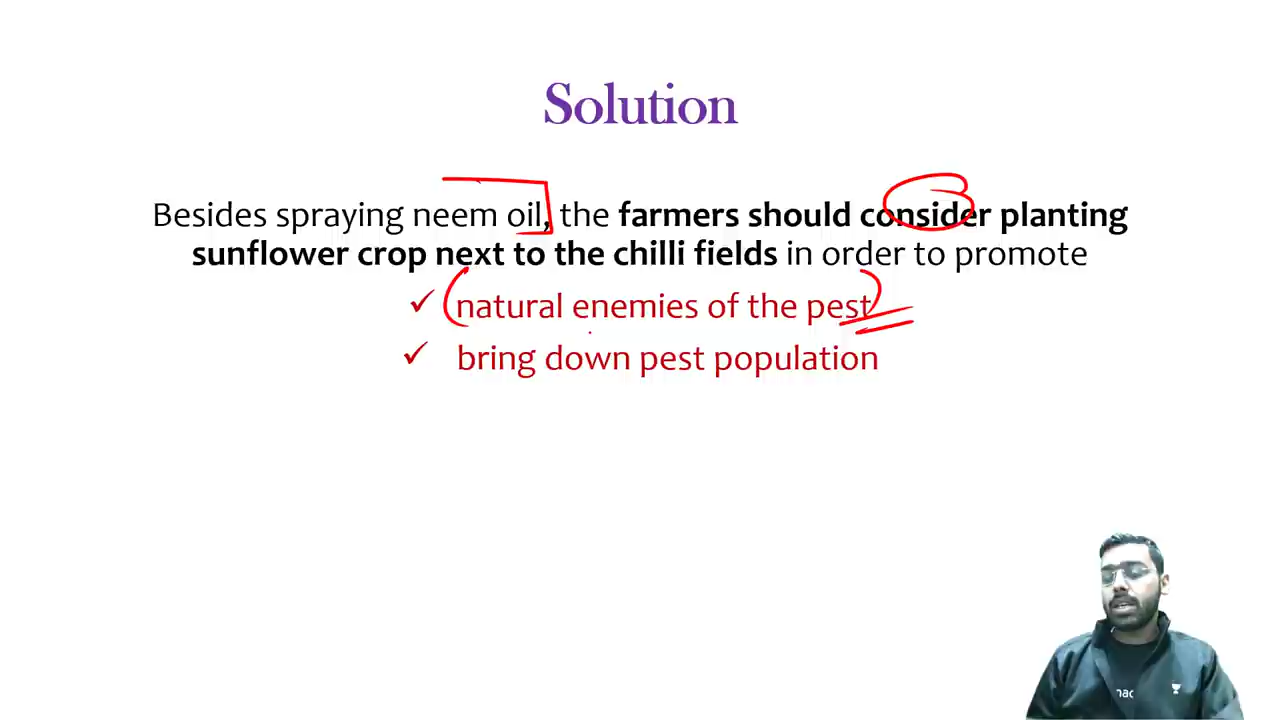 Solution
Besides spraying neem oil, the farmers should consider planting
sunflower crop next to the chilli fields in order to promote
✓ natural enemies of the pest
✓ bring down pest population